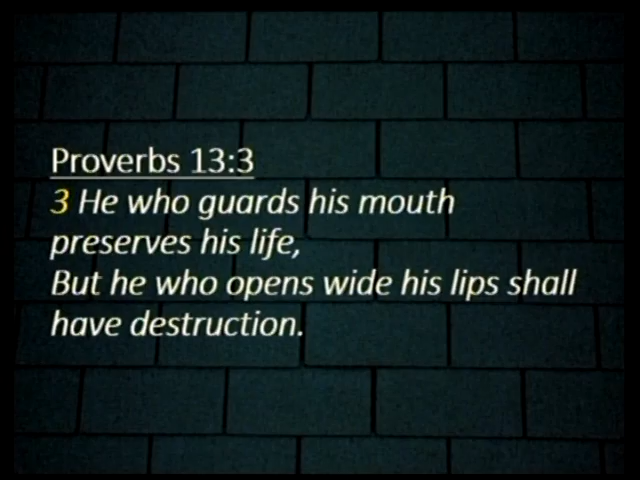 Proverbs 13:3
3 He who guards his mouth
preserves his life,
But he who opens wide his lips shall
have destruction.